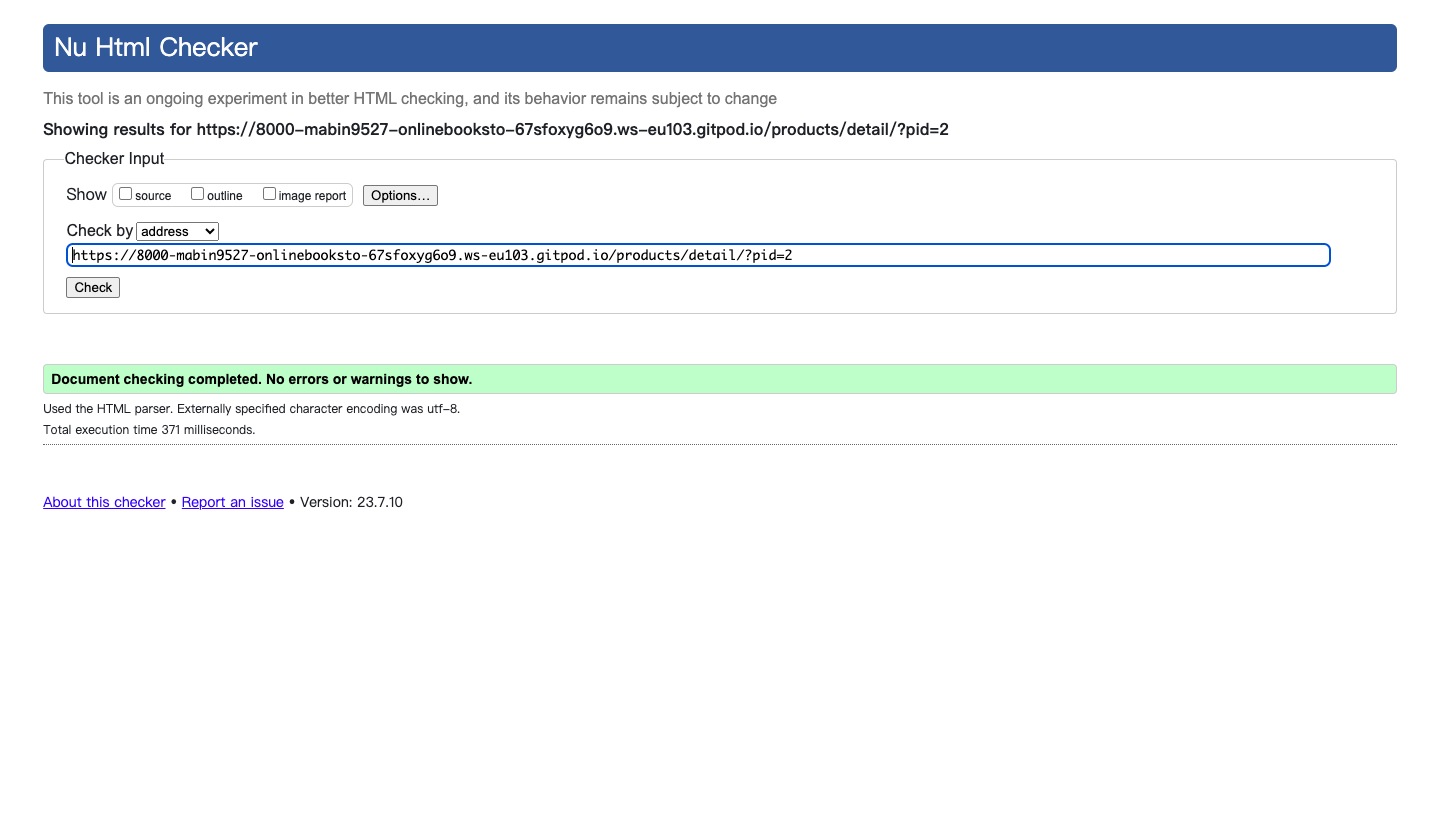 Nu Html Checker
This tool is an ongoing experiment in better HTML checking, and its behavior remains subject to change
Showing results for https://8000-mabin9527-onlinebooksto-67sfoxyg6o9.ws-eu103.gitpod.io/products/detail/?pid=2
Checker Input
Show source outline image report Options...
Check by address
https://8000-mabin9527-onlinebooksto-67sfoxyg6o9.ws-eu103.gitpod.io/products/detail/?pid=2
Check
Document checking completed. No errors or warnings to show.
Used the HTML parser. Externally specified character encoding was utf-8.
Total execution time 371 milliseconds.
About this checker • Report an issue • Version: 23.7.10